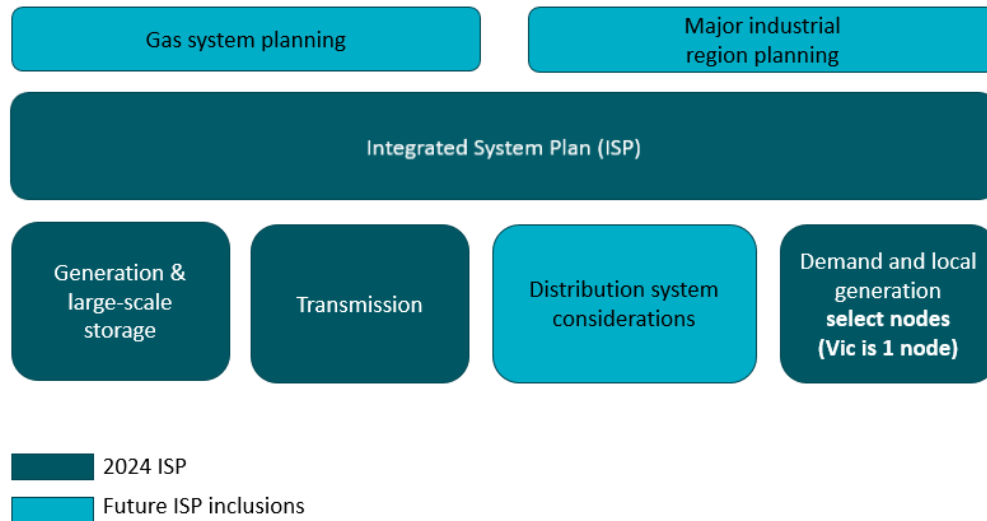 Gas system planning
Major industrial
region planning
Integrated System Plan (ISP)
Generation &
large-scale
storage
Transmission
Distribution system
considerations
Demand and local
generation
select nodes
(Vic is 1 node)
2024 ISP
Future ISP inclusions